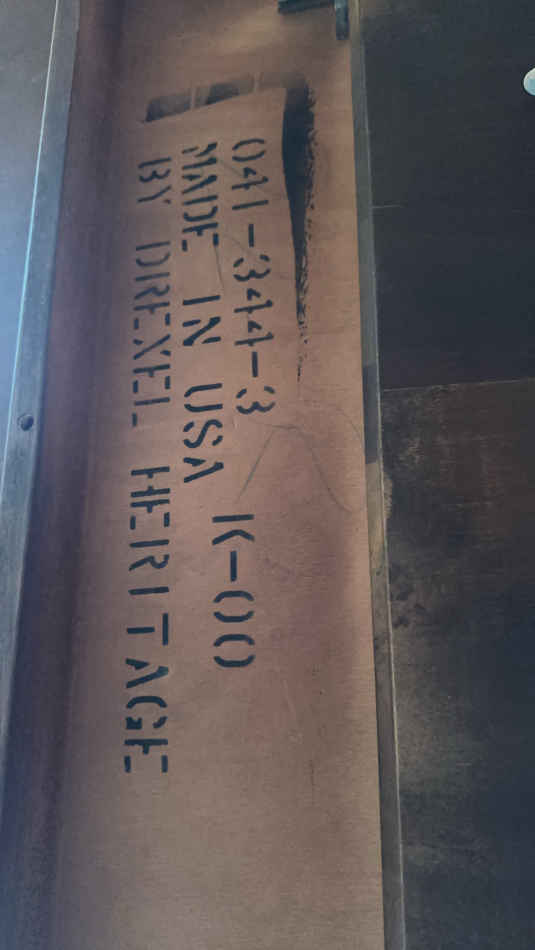 041-344-3 K-00
MADE IN USA
BY DREXEL HERITAGE